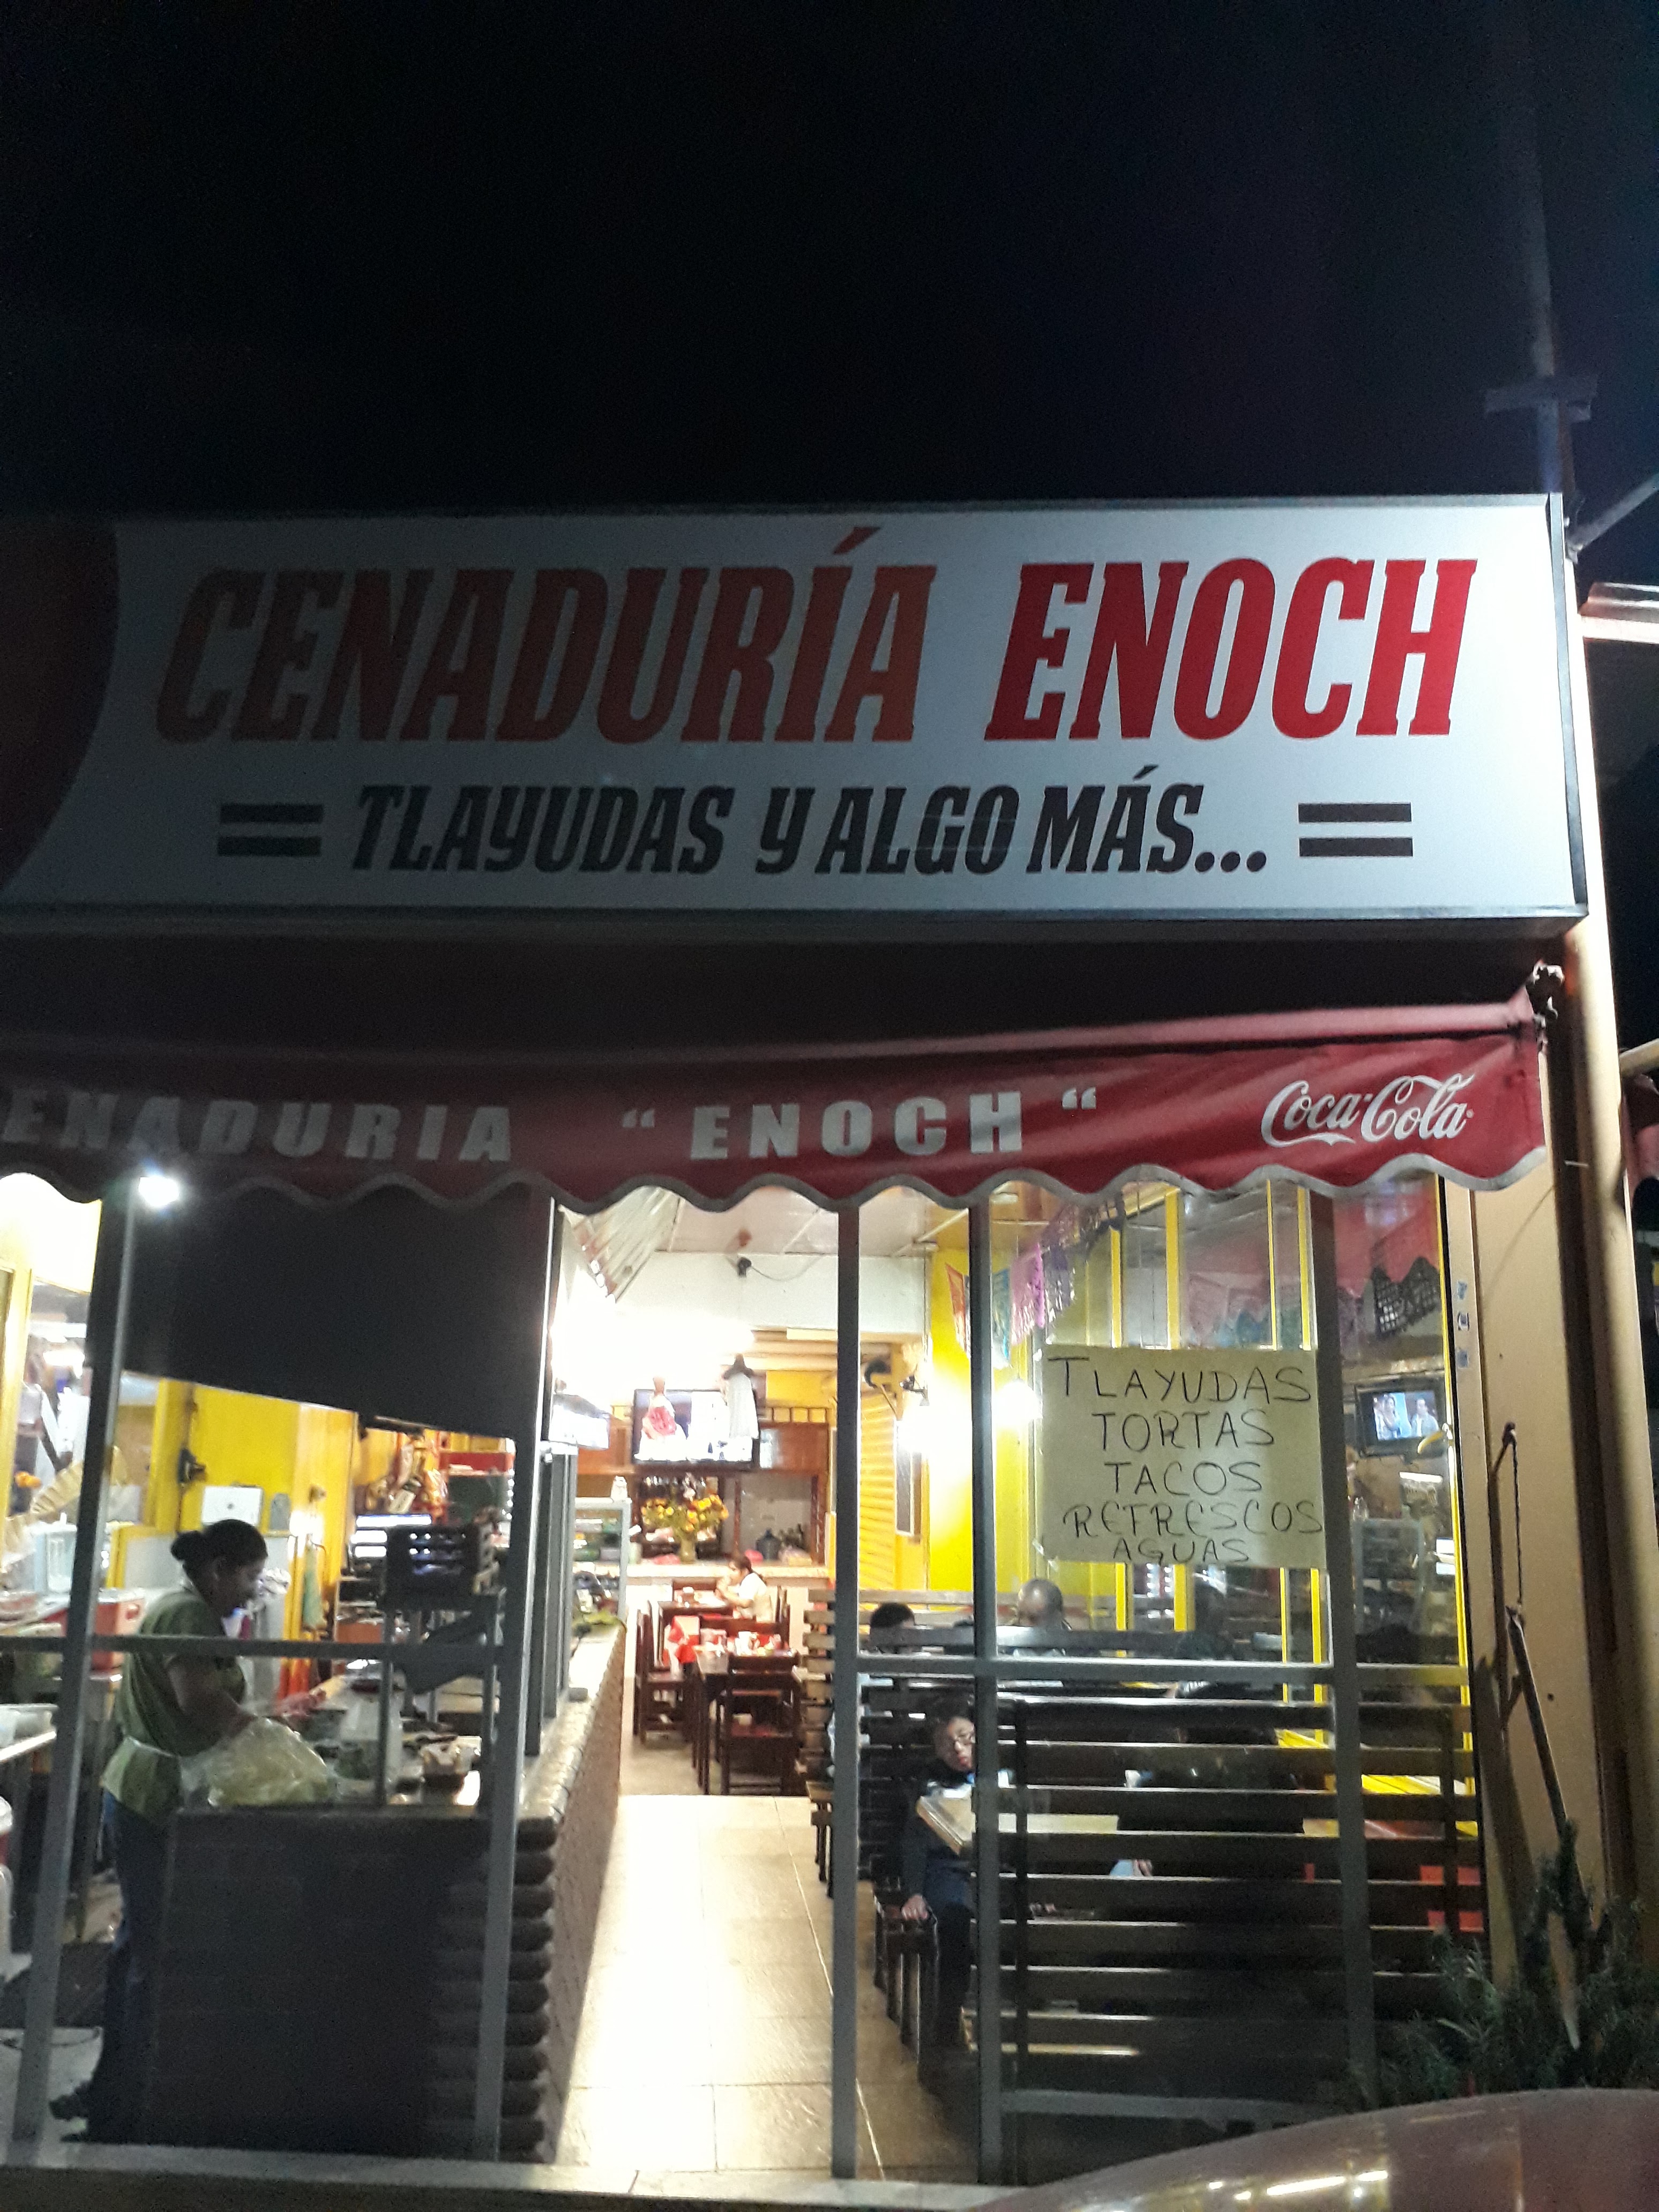 CENADURÍA ENOCH
= TLAYUDAS Y ALGO MÁS... =
ENADURIA “ ENOCH “ Coca-Cola
TLAYUDAS
TORTAS
TACOS
REFRESCOS
AGUAS